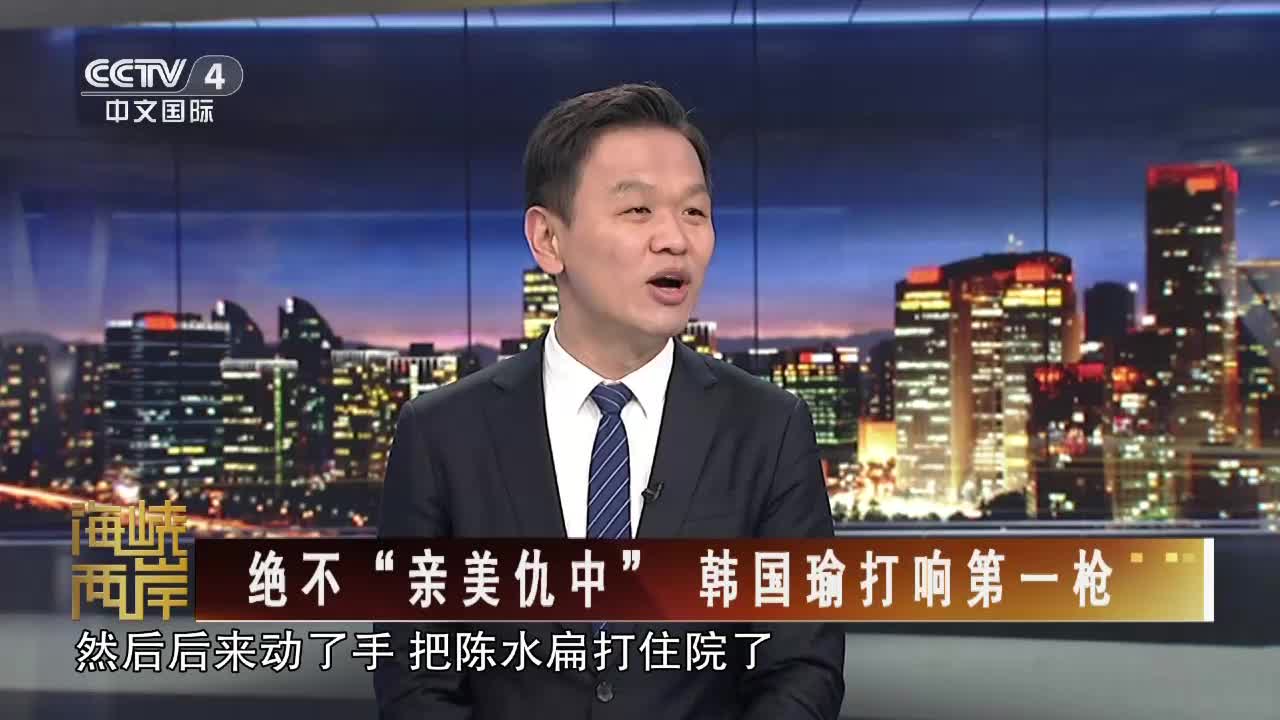 CCTV 4
中文国际
海峡
两岸
绝不“亲美仇中” 韩国瑜打响第一枪
然后后来动了手 把陈水扁打住院了